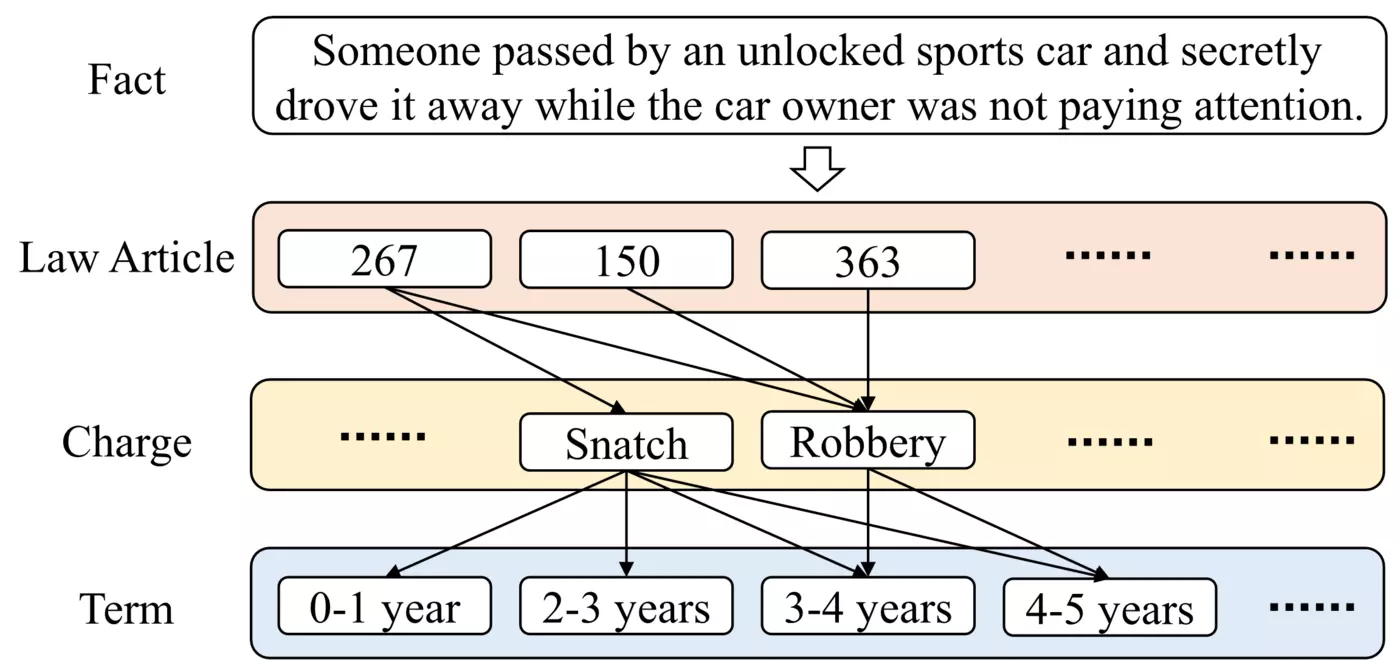 Fact
Someone passed by an unlocked sports car and secretly
drove it away while the car owner was not paying attention.
Law Article
267
150
363
......
......
Charge
......
Snatch
Robbery
......
......
Term
0-1 year
2-3 years
3-4 years
4-5 years
......